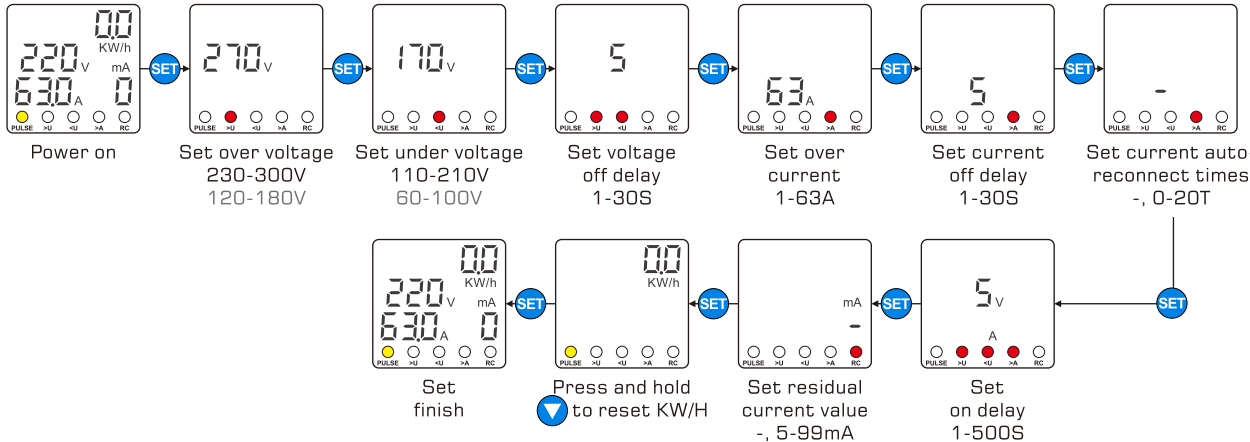 0.0
KW/h
220 V mA
63.0 A 0
PULSE >U <U >A RC
Power on
SET
270 V
PULSE >U <U >A RC
Set over voltage
230-300V
120-180V
SET
170 V
PULSE >U <U >A RC
Set under voltage
110-210V
60-100V
SET
5
PULSE >U <U >A RC
Set voltage
off delay
1-30S
SET
63 A
PULSE >U <U >A RC
Set over
current
1-63A
SET
5
PULSE >U <U >A RC
Set current
off delay
1-30S
SET
-
PULSE >U <U >A RC
Set current auto-
reconnect times
-, 0-20T
SET
5 V
A
PULSE >U <U >A RC
Set
on delay
1-500S
SET
mA
-
PULSE >U <U >A RC
Set residual
current value
-, 5-99mA
SET
0.0
KW/h
PULSE >U <U >A RC
Press and hold
to reset KW/H
SET
0.0
KW/h
220 V mA
63.0 A 0
PULSE >U <U >A RC
Set
finish